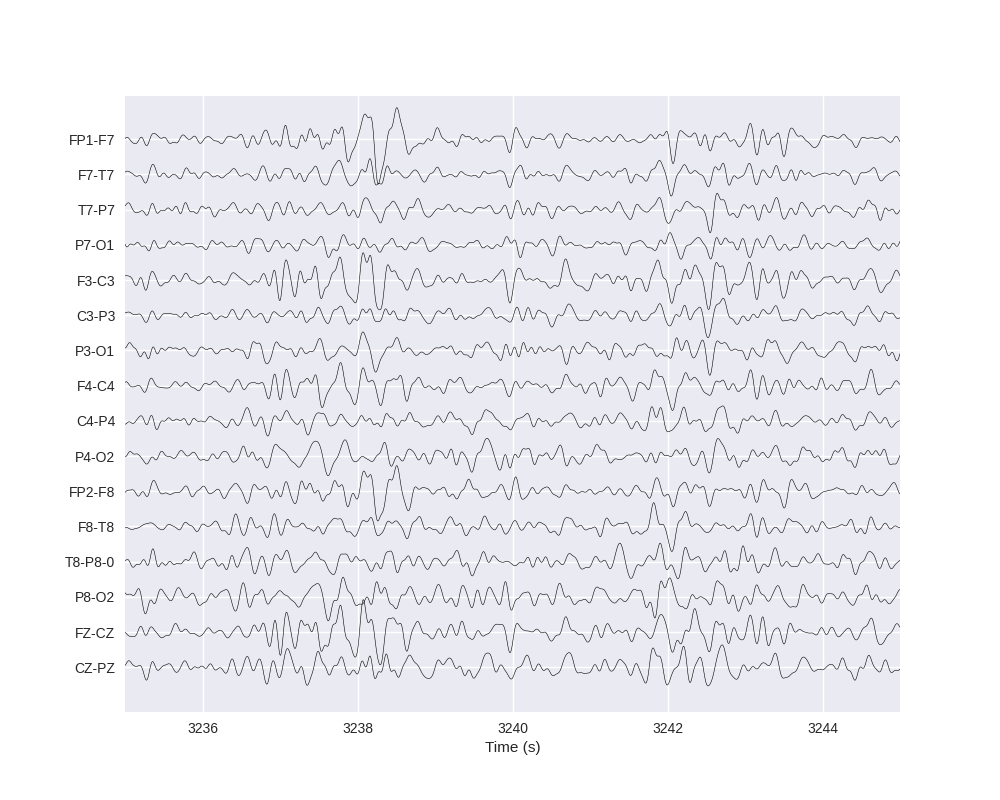 FP1-F7
F7-T7
T7-P7
P7-O1
F3-C3
C3-P3
P3-O1
F4-C4
C4-P4
P4-O2
FP2-F8
F8-T8
T8-P8-0
P8-O2
FZ-CZ
CZ-PZ
3236 3238 3240 3242 3244
Time (s)